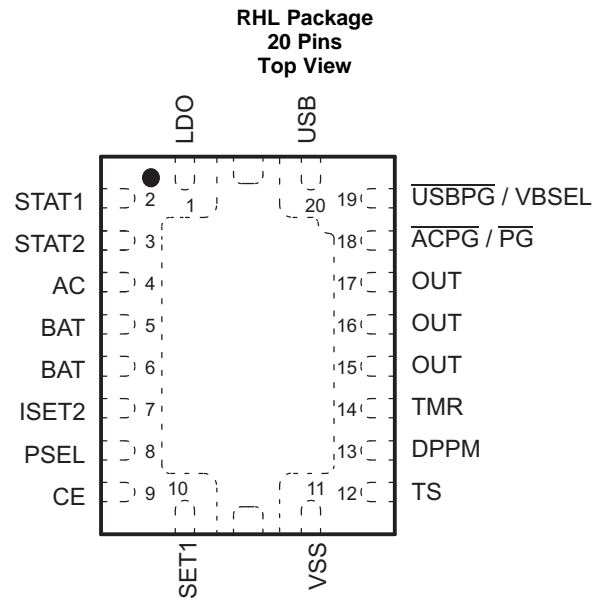 RHL Package
20 Pins
Top View
LDO
USB
STAT1 2 1 20 19 USBPG / VBSEL
STAT2 3 18 ACPG / PG
AC 4 17 OUT
BAT 5 16 OUT
BAT 6 15 OUT
ISET2 7 14 TMR
PSEL 8 13 DPPM
CE 9 10 11 12 TS
SET1
VSS